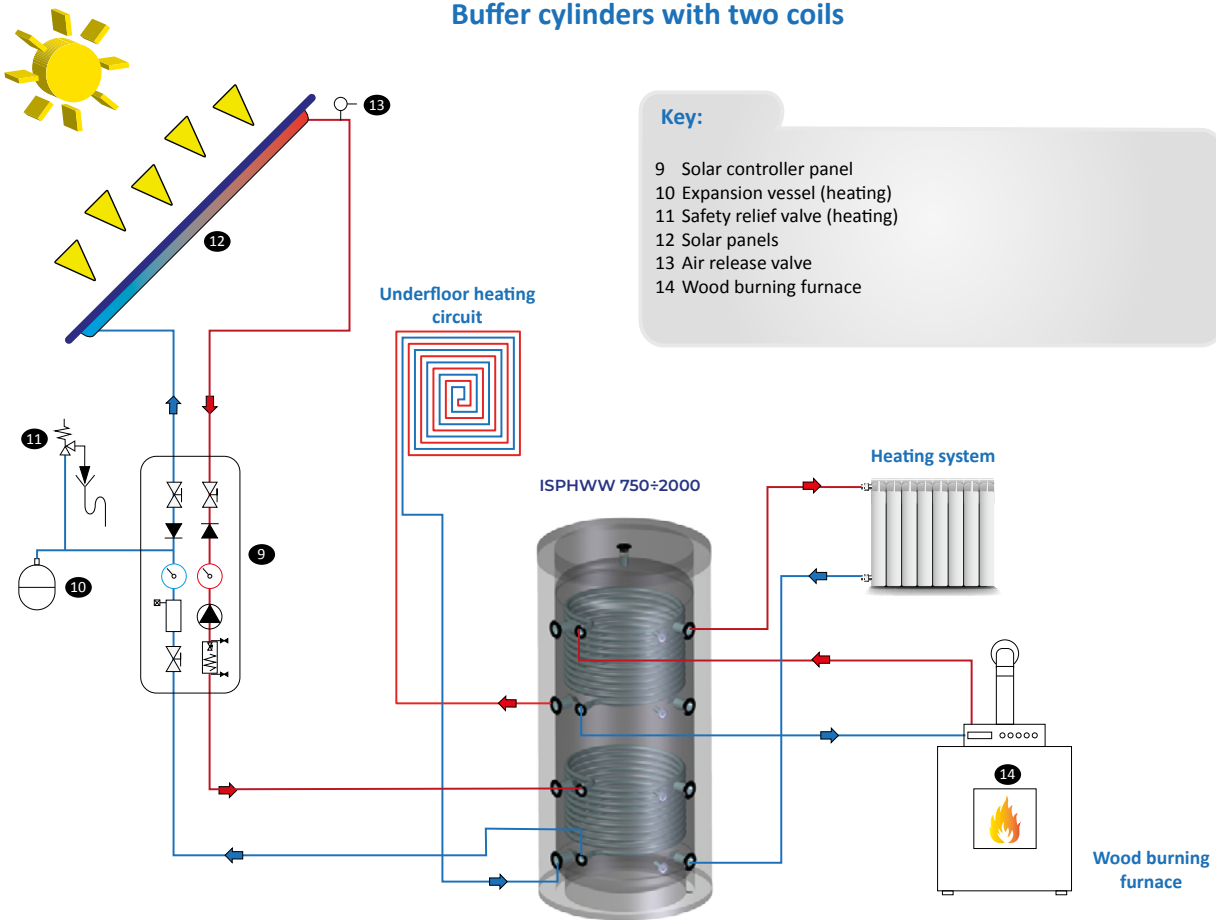 Buffer cylinders with two coils
13
Key:
9 Solar controller panel
10 Expansion vessel (heating)
11 Safety relief valve (heating)
12 Solar panels
13 Air release valve
14 Wood burning furnace
12
Underfloor heating
circuit
11
Heating system
ISPHWW 750÷2000
9
10
14
Wood burning
furnace